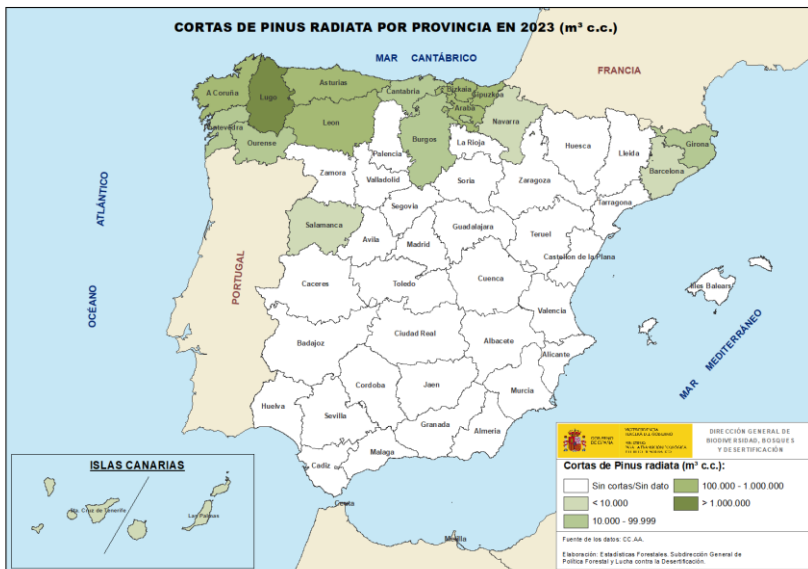 CORTAS DE PINUS RADIATA POR PROVINCIA EN 2023 (m³ c.c.)
MAR CANTÁBRICO
FRANCIA
A Coruña
Lugo
Asturias
Cantabria
Bizkaia
Gipuzkoa
Araba
Navarra
Pontevedra
Ourense
Leon
Palencia
Burgos
La Rioja
Huesca
Lleida
Girona
Barcelona
Zamora
Valladolid
Soria
Zaragoza
Tarragona
Segovia
Salamanca
Avila
Madrid
Guadalajara
Teruel
Castellon de la Plana
OCÉANO ATLÁNTICO
PORTUGAL
Caceres
Toledo
Cuenca
Valencia
Illes Balears
MAR MEDITERRÁNEO
Badajoz
Ciudad Real
Albacete
Alicante
Cordoba
Jaen
Murcia
Huelva
Sevilla
Granada
Almeria
Cadiz
Malaga
Ceuta
Melilla
ISLAS CANARIAS
Sta. Cruz de Tenerife
Las Palmas
GOBIERNO DE ESPAÑA
DIRECCIÓN GENERAL DE
BIODIVERSIDAD, BOSQUES
Y DESERTIFICACIÓN
Cortas de Pinus radiata (m³ c.c.):
Sin cortas/Sin dato
< 10.000
10.000 - 99.999
100.000 - 1.000.000
> 1.000.000
Fuente de los datos: CC.AA.
Elaboración: Estadísticas Forestales. Subdirección General de
Política Forestal y Lucha contra la Desertificación.